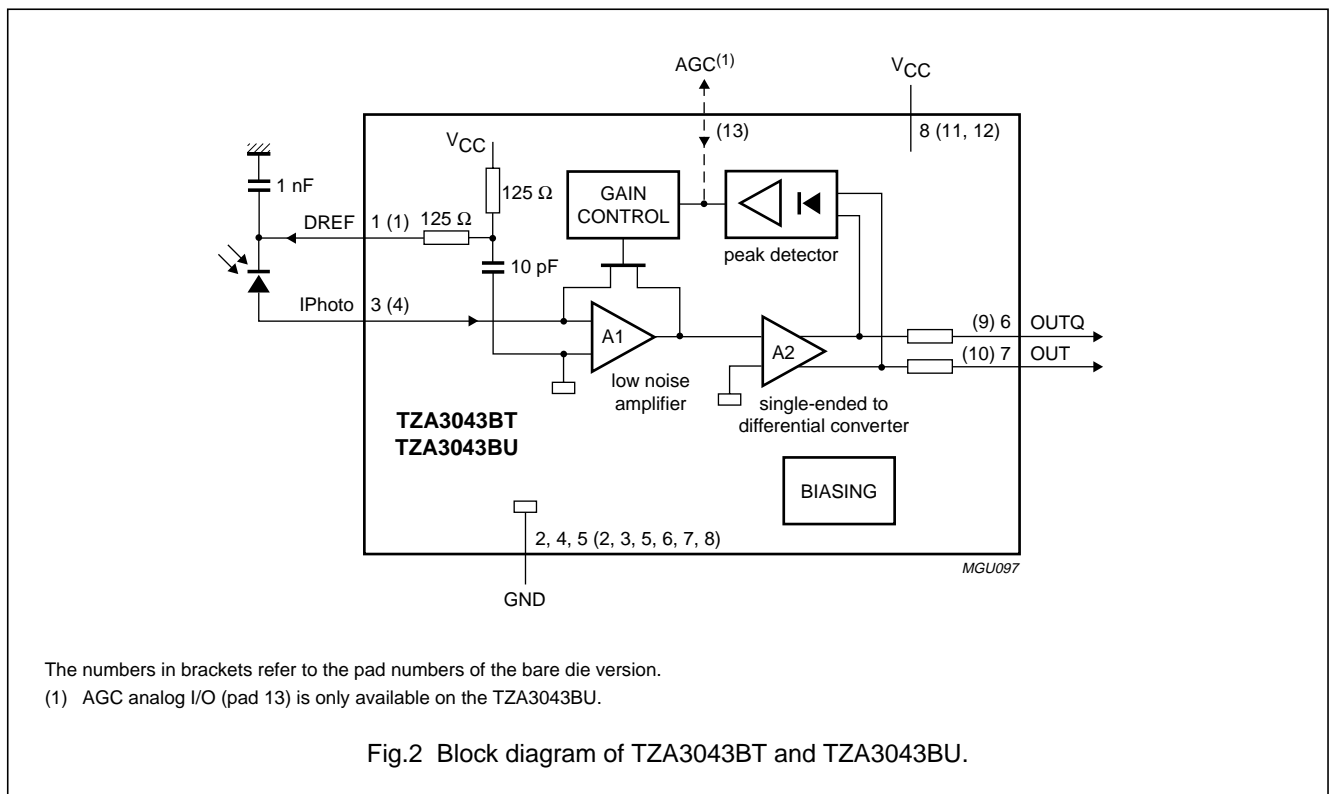 AGC(1)
VCC
(13)
8 (11, 12)
VCC
1 nF
125 Ω
GAIN
CONTROL
DREF
1 (1)
125 Ω
peak detector
10 pF
IPhoto
3 (4)
A1
(9) 6
OUTQ
A2
(10) 7
OUT
low noise
amplifier
single-ended to
differential converter
TZA3043BT
TZA3043BU
BIASING
2, 4, 5 (2, 3, 5, 6, 7, 8)
MGU097
GND
The numbers in brackets refer to the pad numbers of the bare die version.
(1) AGC analog I/O (pad 13) is only available on the TZA3043BU.
Fig.2 Block diagram of TZA3043BT and TZA3043BU.